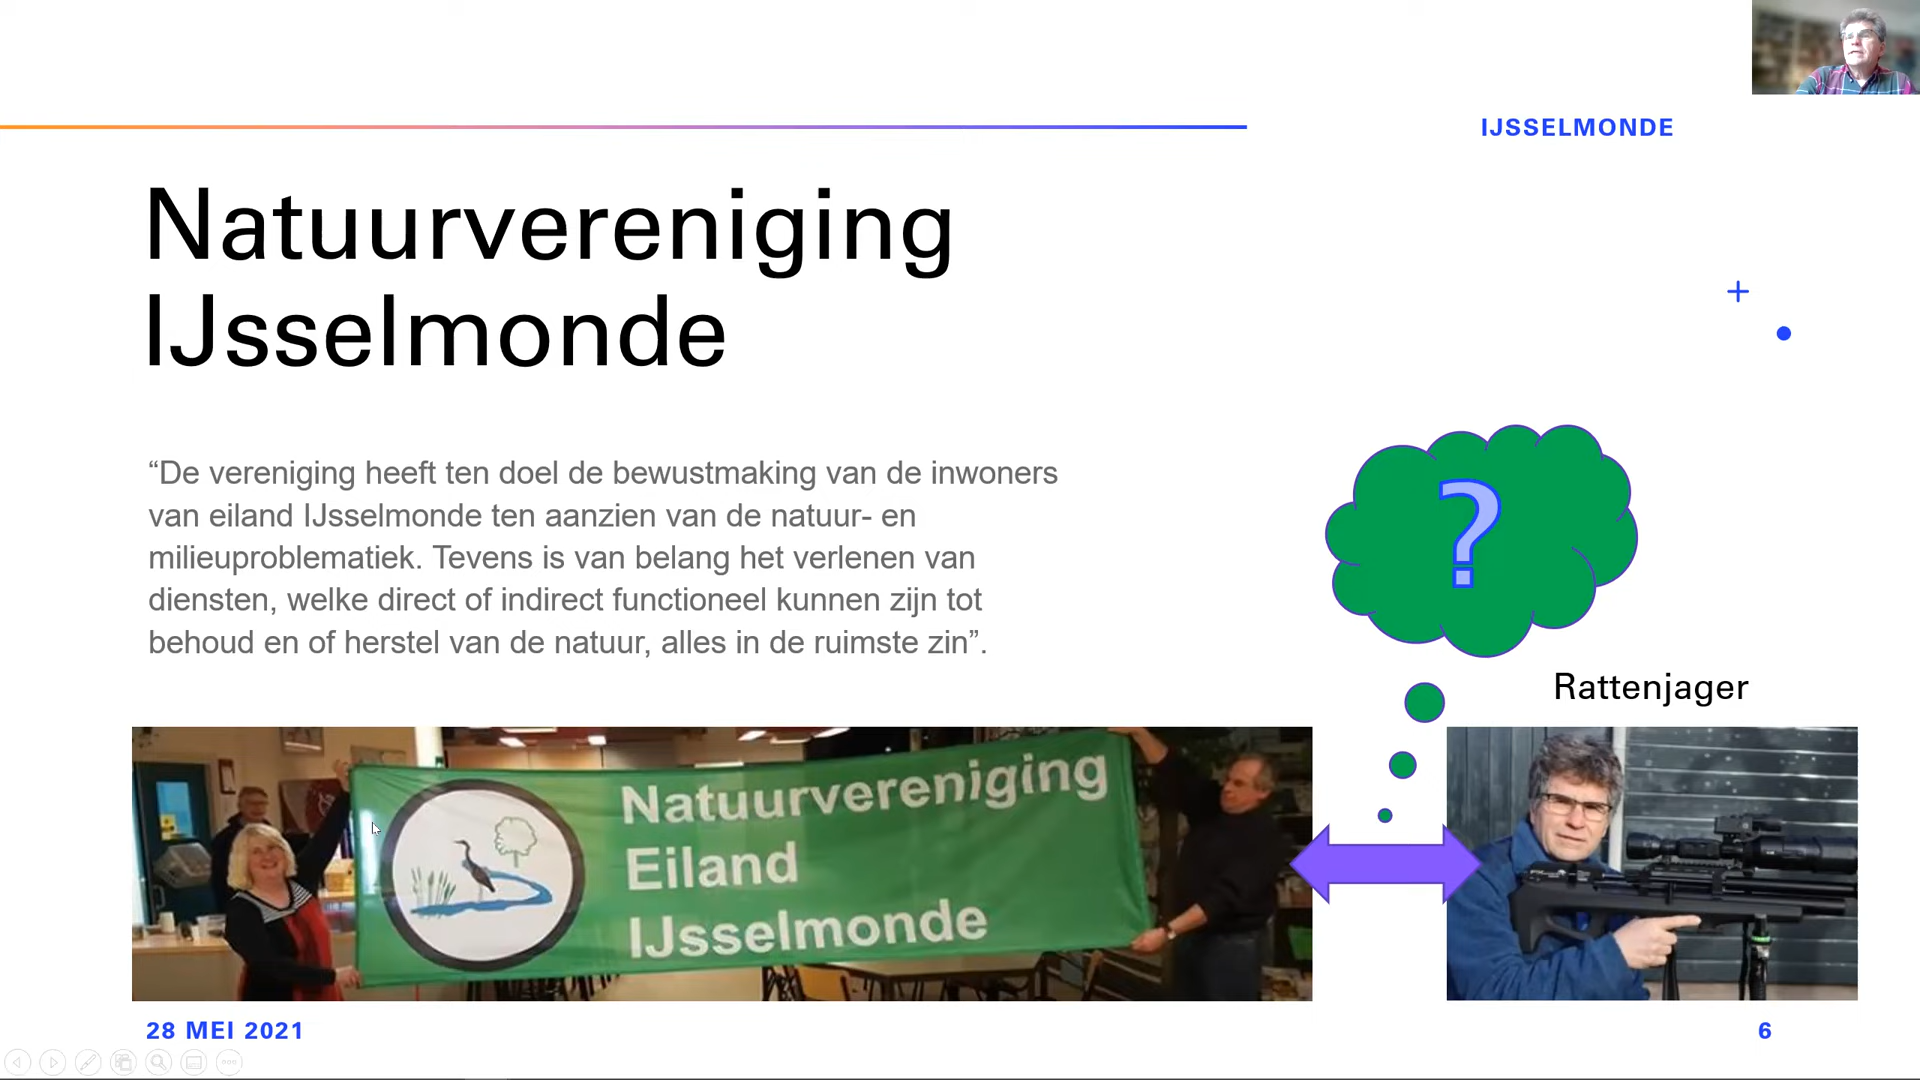 IJSSELMONDE
Natuurvereniging
IJsselmonde
“De vereniging heeft ten doel de bewustmaking van de inwoners
van eiland IJsselmonde ten aanzien van de natuur- en
milieuproblematiek. Tevens is van belang het verlenen van
diensten, welke direct of indirect functioneel kunnen zijn tot
behoud en of herstel van de natuur, alles in de ruimste zin”.
?
Rattenjager
Natuurvereniging
Eiland
IJsselmonde
28 MEI 2021
6